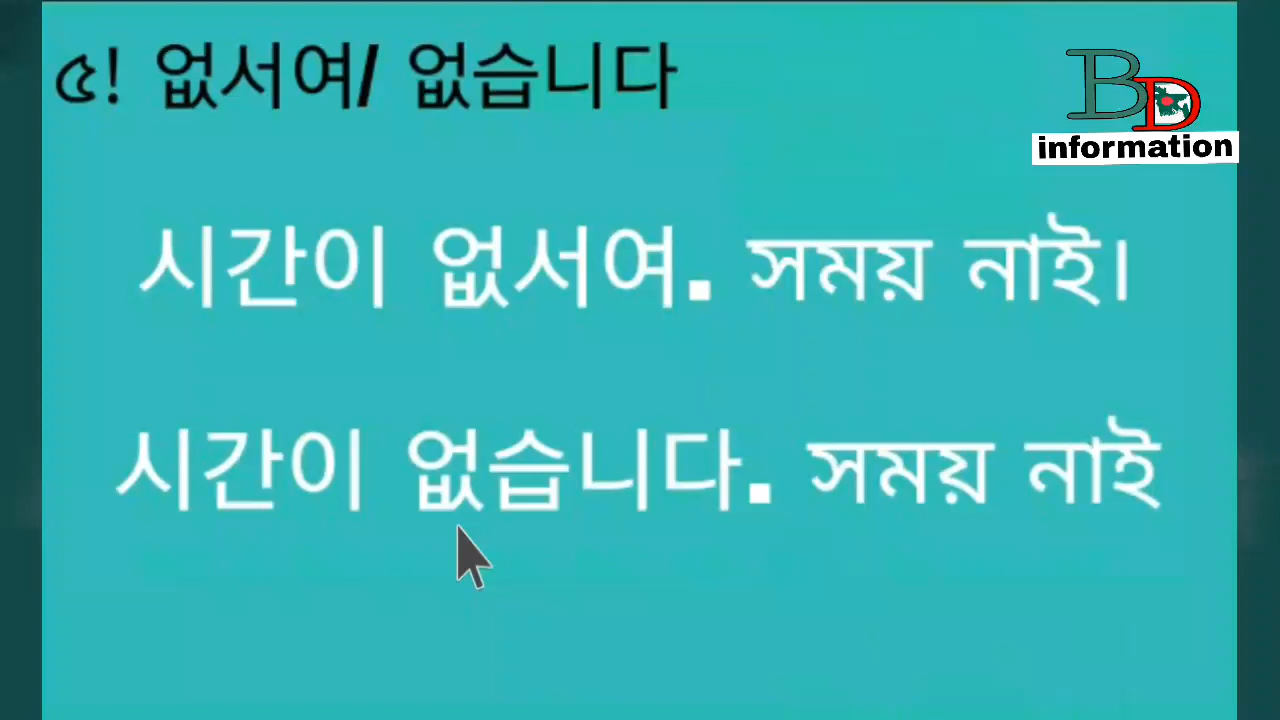 ৫! 없서여/ 없습니다
BD
information
시간이 없서여. সময় নাই।
시간이 없습니다. সময় নাই